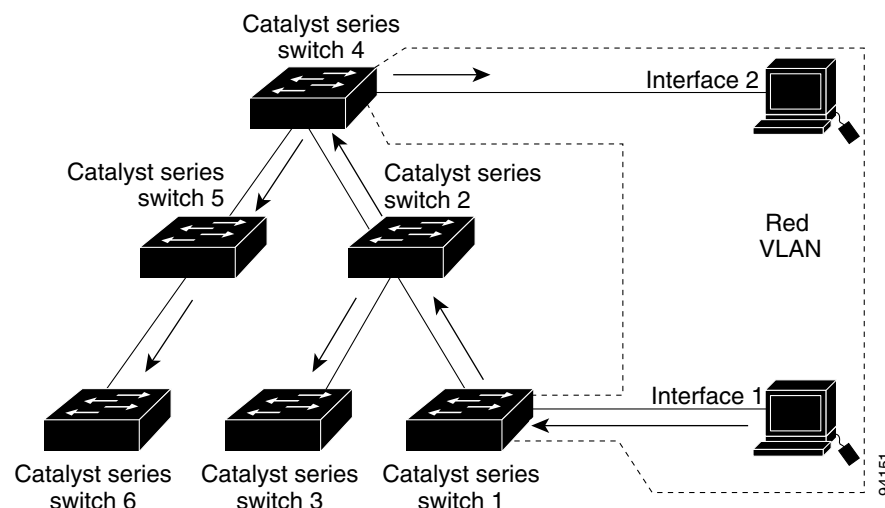 Catalyst series
switch 4
Interface 2
Catalyst series
switch 5
Catalyst series
switch 2
Red
VLAN
Interface 1
Catalyst series
switch 6
Catalyst series
switch 3
Catalyst series
switch 1
94151